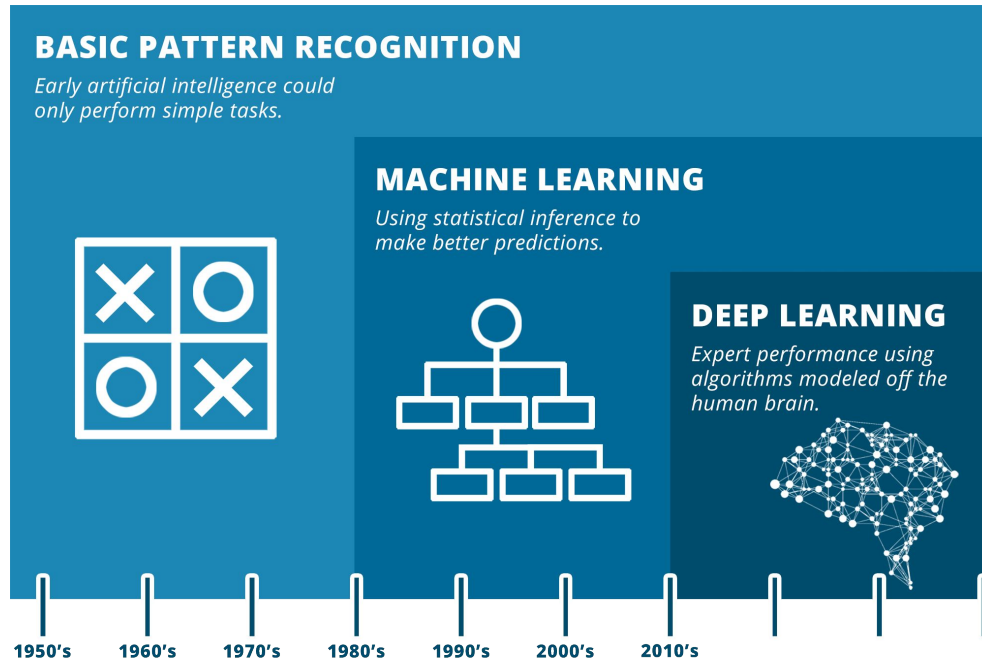 BASIC PATTERN RECOGNITION
Early artificial intelligence could
only perform simple tasks.
MACHINE LEARNING
Using statistical inference to
make better predictions.
DEEP LEARNING
Expert performance using
algorithms modeled off the
human brain.
X O
O X
1950’s 1960’s 1970’s 1980’s 1990’s 2000’s 2010’s